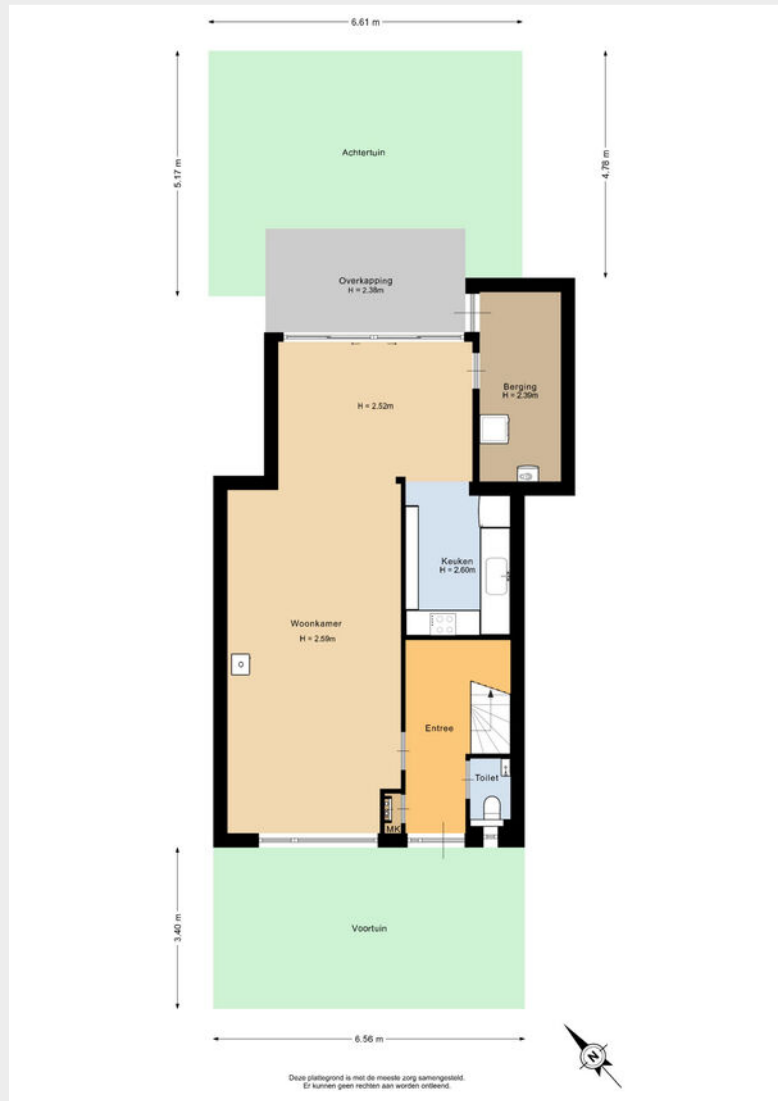 6.61 m
5.17 m
4.78 m
Achtertuin
Overkapping
H = 2.38m
Berging
H = 2.39m
H = 2.52m
Keuken
H = 2.60m
Woonkamer
H = 2.59m
Entree
Toilet
MK
3.40 m
Voortuin
6.56 m
N
Deze plattegrond is met de meeste zorg samengesteld.
Er kunnen geen rechten aan worden ontleend.